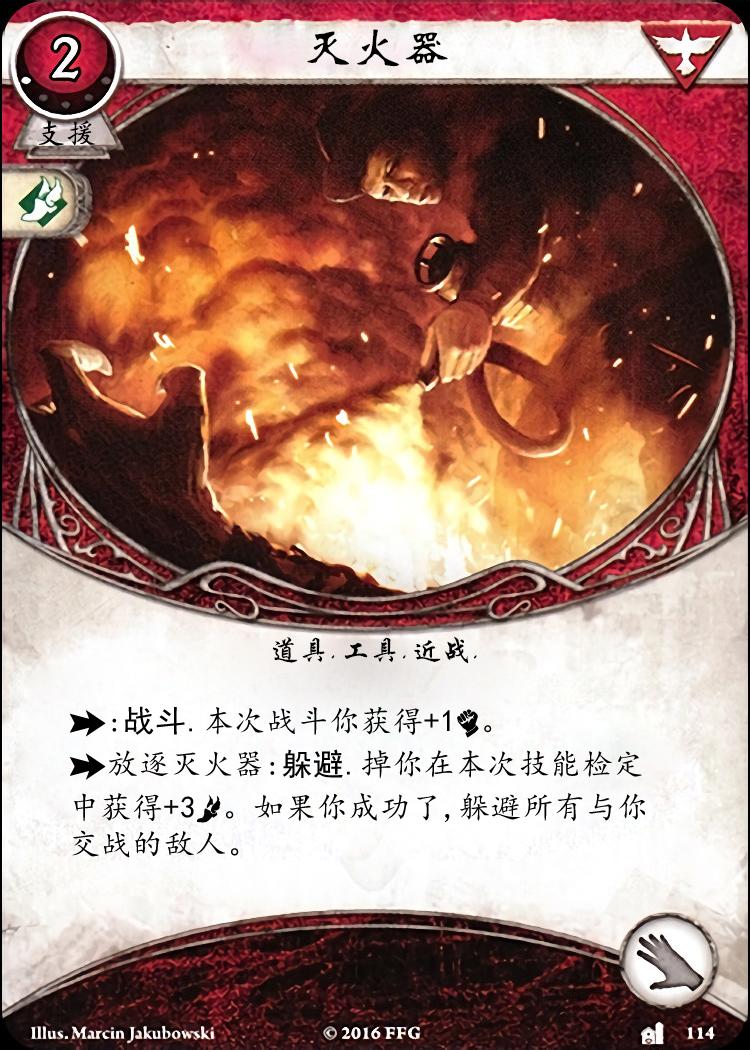 2
灭火器
支援
道具.工具.近战.
:战斗.本次战斗你获得+1。
放逐灭火器:躲避.掉你在本次技能检定
中获得+3。如果你成功了,躲避所有与你
交战的敌人。
Illus. Marcin Jakubowski
© 2016 FFG
114